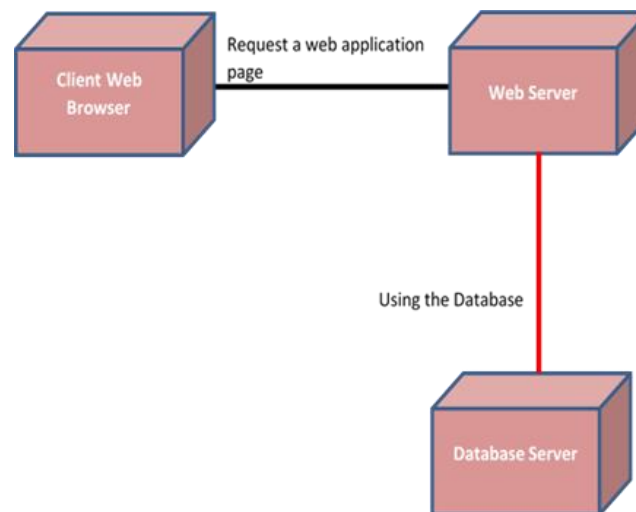 Client Web
Browser
Request a web application
page
Web Server
Using the Database
Database Server